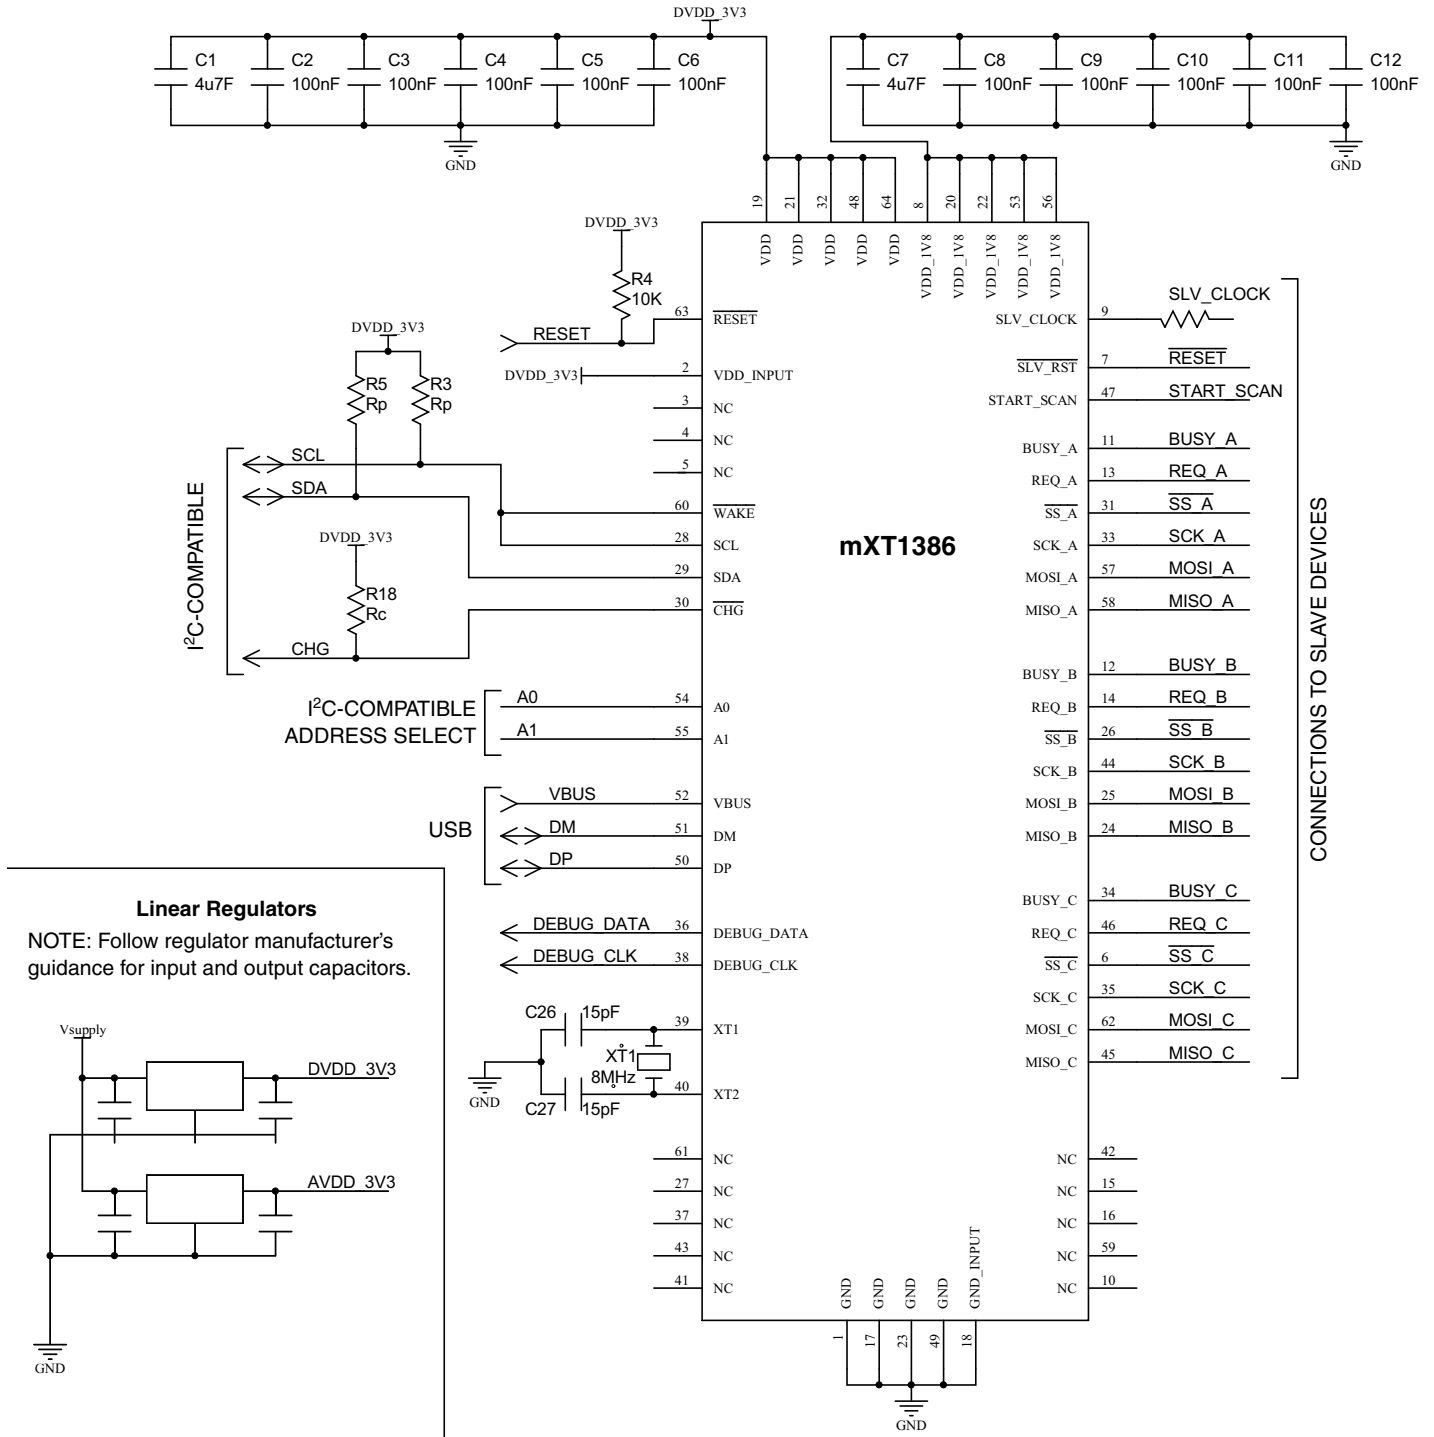 DVDD_3V3
C1 4u7F
C2 100nF
C3 100nF
C4 100nF
C5 100nF
C6 100nF
GND
C7 4u7F
C8 100nF
C9 100nF
C10 100nF
C11 100nF
C12 100nF
GND
19 21 32 48 64 8 20 22 53 56
VDD VDD VDD VDD VDD VDD_1V8 VDD_1V8 VDD_1V8 VDD_1V8 VDD_1V8
DVDD_3V3
R4
10K
RESET 63 RESET
DVDD_3V3 2 VDD_INPUT
3 NC
4 NC
5 NC
DVDD_3V3
R5
Rp
R3
Rp
I²C-COMPATIBLE
SCL
SDA
60 WAKE
28 SCL
29 SDA
30 CHG
DVDD_3V3
R18
Rc
CHG
mXT1386
I²C-COMPATIBLE
ADDRESS SELECT
A0 54 A0
A1 55 A1
USB
VBUS 52 VBUS
DM 51 DM
DP 50 DP
DEBUG_DATA 36 DEBUG_DATA
DEBUG_CLK 38 DEBUG_CLK
C26 15pF 39 XT1
XT1
8MHz
GND
C27 15pF 40 XT2
61 NC
27 NC
37 NC
43 NC
41 NC
SLV_CLOCK 9 SLV_CLOCK
SLV_RST 7 RESET
START_SCAN 47 START_SCAN
BUSY_A 11 BUSY_A
REQ_A 13 REQ_A
SS_A 31 SS_A
SCK_A 33 SCK_A
MOSI_A 57 MOSI_A
MISO_A 58 MISO_A
BUSY_B 12 BUSY_B
REQ_B 14 REQ_B
SS_B 26 SS_B
SCK_B 44 SCK_B
MOSI_B 25 MOSI_B
MISO_B 24 MISO_B
BUSY_C 34 BUSY_C
REQ_C 46 REQ_C
SS_C 6 SS_C
SCK_C 35 SCK_C
MOSI_C 62 MOSI_C
MISO_C 45 MISO_C
CONNECTIONS TO SLAVE DEVICES
NC 42
NC 15
NC 16
NC 59
NC 10
GND GND GND GND GND_INPUT
1 17 23 49 18
GND
Linear Regulators
NOTE: Follow regulator manufacturer's
guidance for input and output capacitors.
Vsupply
DVDD_3V3
AVDD_3V3
GND